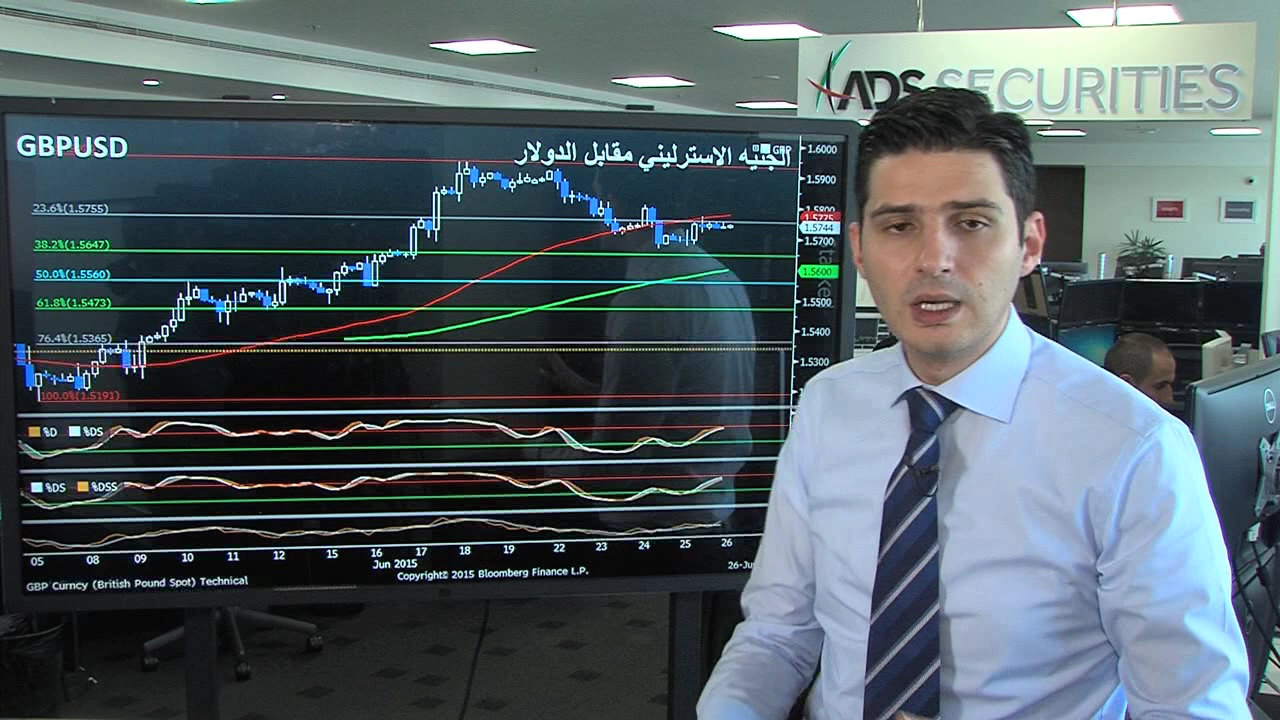 ADS SECURITIES
GBPUSD
الجنيه الاسترليني مقابل الدولار
1.6000
1.5900
23.6%(1.5755)
1.5800
1.5775
1.5744
38.2%(1.5647)
1.5700
50.0%(1.5560)
1.5600
61.8%(1.5473)
1.5500
76.4%(1.5365)
1.5400
1.5300
100.0%(1.5191)
%D %DS
%DS %DSS
05 08 09 10 11 12 15 16 17 18 19 22 23 24 25 26
Jun 2015
GBP Curncy (British Pound Spot) Technical
Copyright© 2015 Bloomberg Finance L.P.